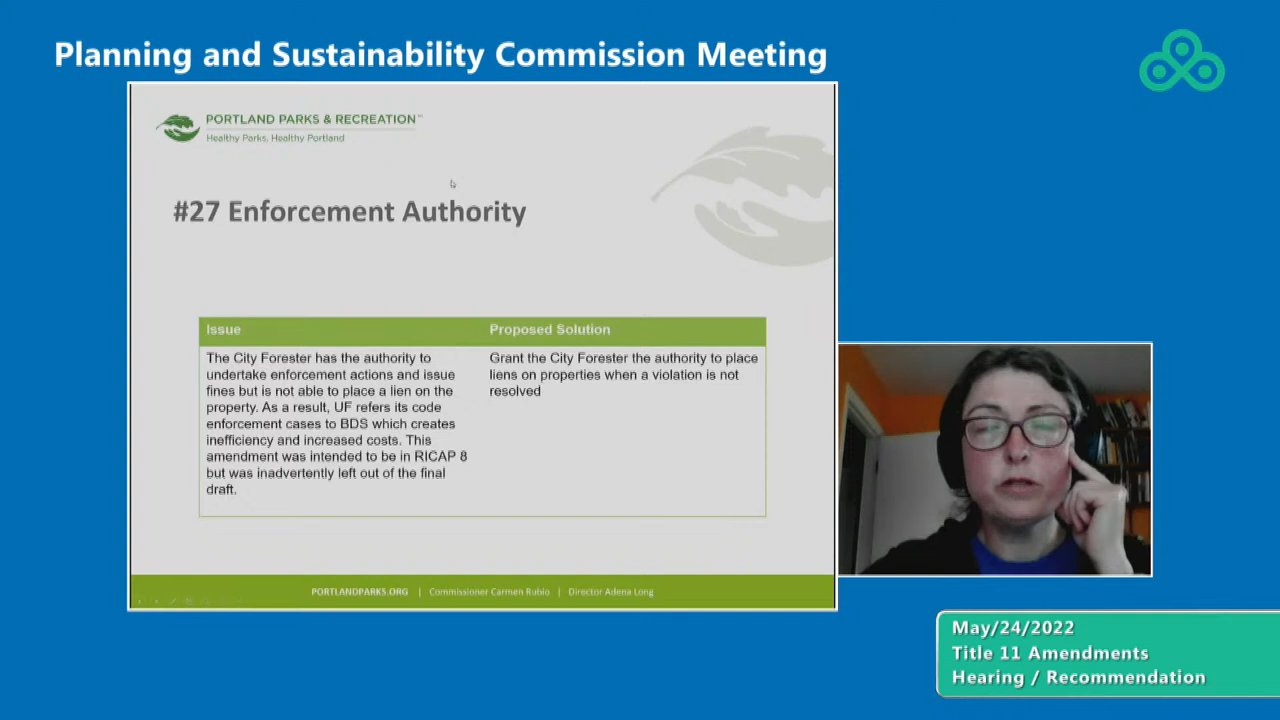 Planning and Sustainability Commission Meeting
PORTLAND PARKS & RECREATION™
Healthy Parks, Healthy Portland
#27 Enforcement Authority
Issue
The City Forester has the authority to
undertake enforcement actions and issue
fines but is not able to place a lien on the
property. As a result, UF refers its code
enforcement cases to BDS which creates
inefficiency and increased costs. This
amendment was intended to be in RICAP 8
but was inadvertently left out of the final
draft.
Proposed Solution
Grant the City Forester the authority to place
liens on properties when a violation is not
resolved
PORTLANDPARKS.ORG | Commissioner Carmen Rubio | Director Adena Long
May/24/2022
Title 11 Amendments
Hearing / Recommendation